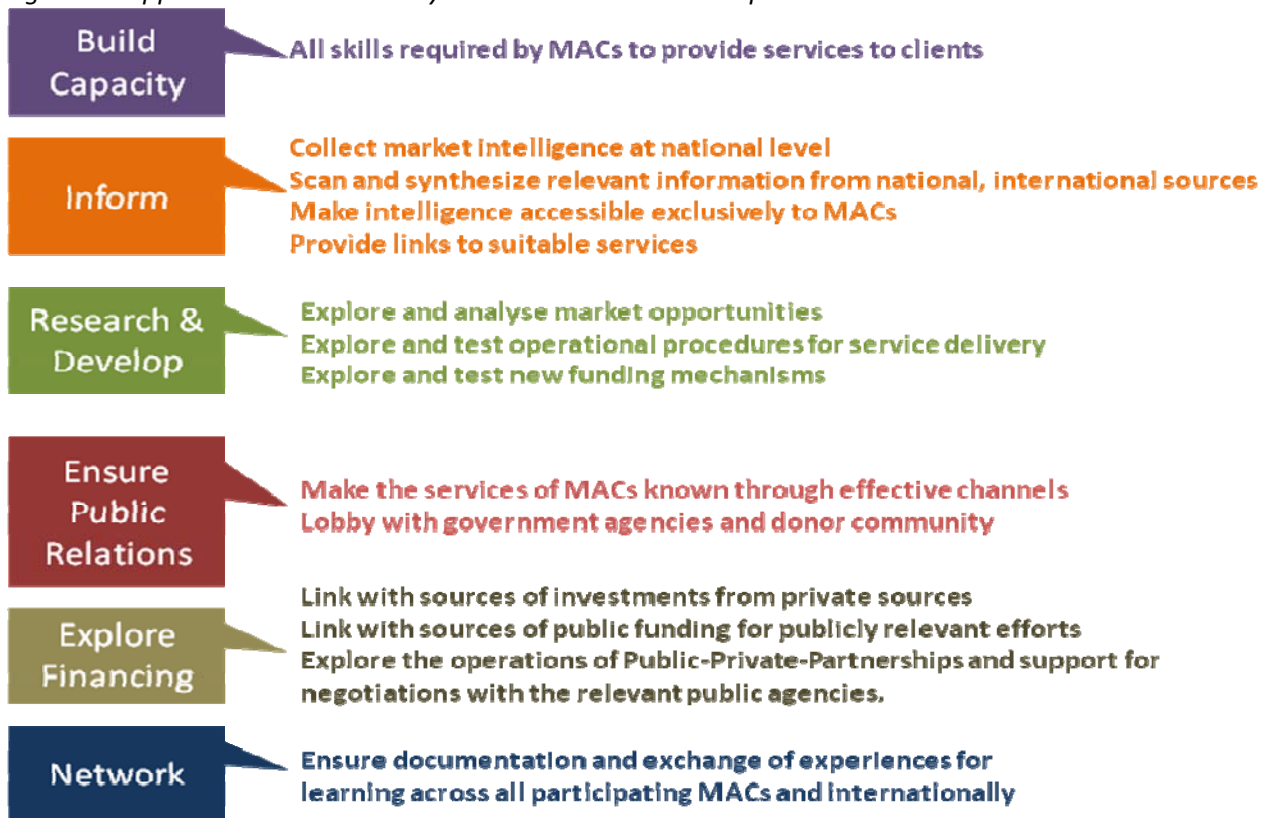 Build
Capacity
All skills required by MACs to provide services to clients
Inform
Collect market intelligence at national level
Scan and synthesize relevant information from national, international sources
Make intelligence accessible exclusively to MACs
Provide links to suitable services
Research &
Develop
Explore and analyse market opportunities
Explore and test operational procedures for service delivery
Explore and test new funding mechanisms
Ensure
Public
Relations
Make the services of MACs known through effective channels
Lobby with government agencies and donor community
Explore
Financing
Link with sources of investments from private sources
Link with sources of public funding for publicly relevant efforts
Explore the operations of Public-Private-Partnerships and support for
negotiations with the relevant public agencies.
Network
Ensure documentation and exchange of experiences for
learning across all participating MACs and internationally